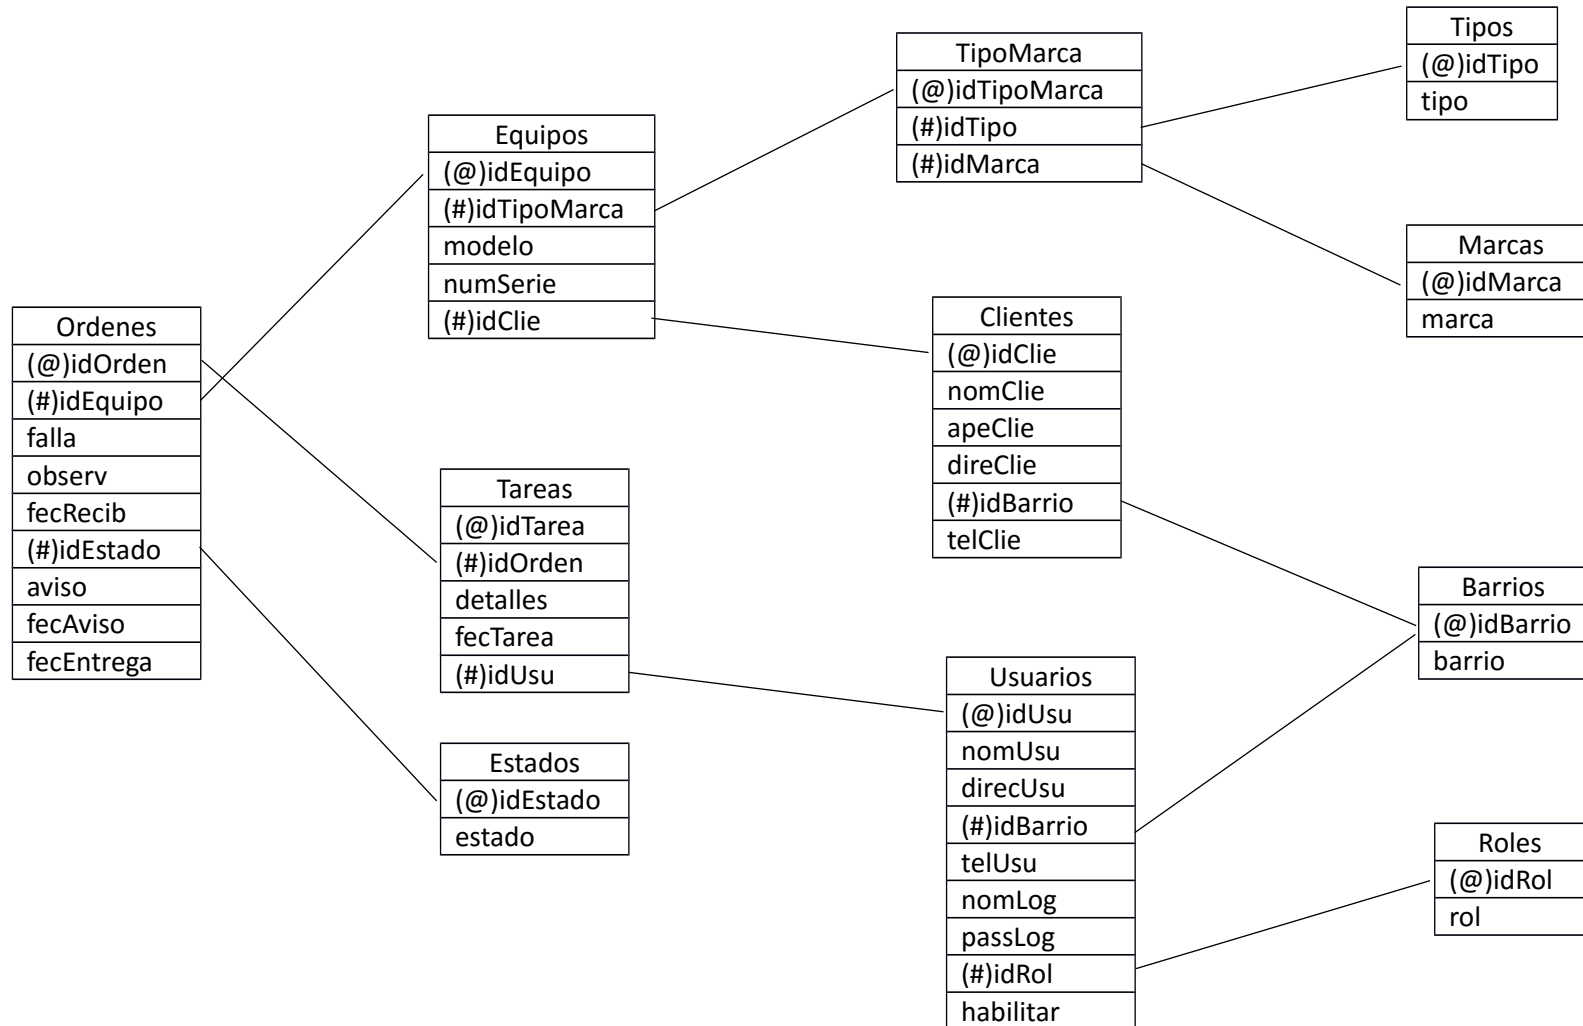 Ordenes
(@)idOrden
(#)idEquipo
falla
observ
fecRecib
(#)idEstado
aviso
fecAviso
fecEntrega
Equipos
(@)idEquipo
(#)idTipoMarca
modelo
numSerie
(#)idClie
Tareas
(@)idTarea
(#)idOrden
detalles
fecTarea
(#)idUsu
Estados
(@)idEstado
estado
TipoMarca
(@)idTipoMarca
(#)idTipo
(#)idMarca
Clientes
(@)idClie
nomClie
apeClie
direClie
(#)idBarrio
telClie
Usuarios
(@)idUsu
nomUsu
direcUsu
(#)idBarrio
telUsu
nomLog
passLog
(#)idRol
habilitar
Tipos
(@)idTipo
tipo
Marcas
(@)idMarca
marca
Barrios
(@)idBarrio
barrio
Roles
(@)idRol
rol